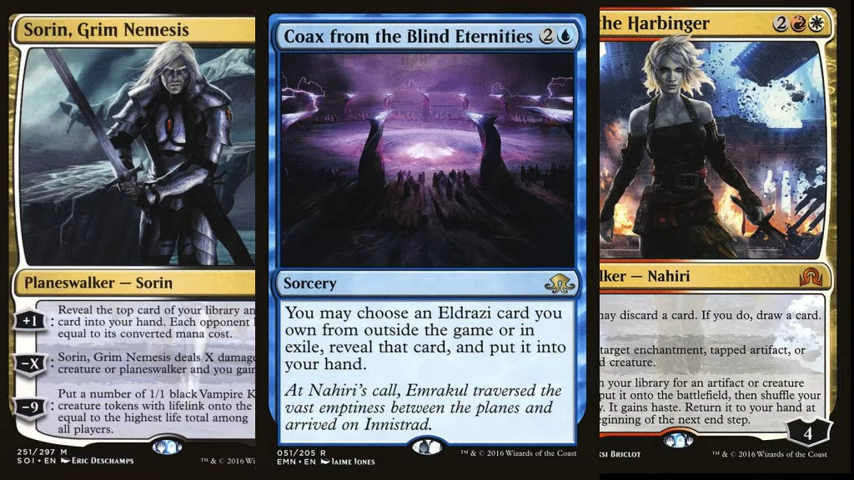 Sorin, Grim Nemesis
Planeswalker — Sorin
+1
: Reveal the top card of your library an
card into your hand. Each opponent l
equal to its converted mana cost.
-X
: Sorin, Grim Nemesis deals X damag
creature or planeswalker and you gain
-9
: Put a number of 1/1 black Vampire K
creature tokens with lifelink onto the
equal to the highest life total among
all players.
251/297 M
SOI • EN Eric Deschamps
™ & © 2016 Wi
Coax from the Blind Eternities 2
Sorcery
You may choose an Eldrazi card you
own from outside the game or in
exile, reveal that card, and put it into
your hand.
At Nahiri's call, Emrakul traversed the
vast emptiness between the planes and
arrived on Innistrad.
051/205 R
EMN • EN Jaime Jones
™ & © 2016 Wizards of the Coast
the Harbinger 2
lker — Nahiri
may discard a card. If you do, draw a card.
target enchantment, tapped artifact, or
d creature.
h your library for an artifact or creature
put it onto the battlefield, then shuffle your
y. It gains haste. Return it to your hand at
eginning of the next end step.
4
ksi Briclot
™ & © 2016 Wizards of the Coast